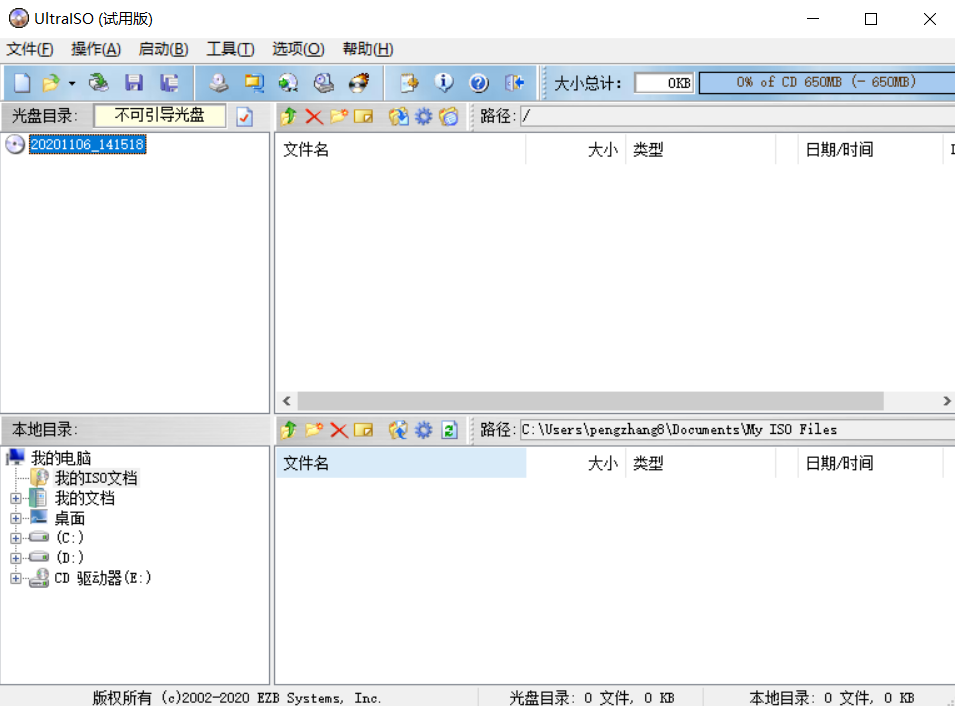 UltraISO (试用版)
文件(F) 操作(A) 启动(B) 工具(T) 选项(O) 帮助(H)
大小总计: 0KB 0% of CD 650MB (- 650MB)
光盘目录: 不可引导光盘 路径: /
20201106_141518
文件名 大小 类型 日期/时间
本地目录: 路径: C:\Users\pengzhang8\Documents\My ISO Files
文件名 大小 类型 日期/时间
我的电脑
我的ISO文档
我的文档
桌面
(C:)
(D:)
CD 驱动器(E:)
版权所有 (c)2002-2020 EZB Systems, Inc. 光盘目录: 0 文件, 0 KB 本地目录: 0 文件, 0 KB